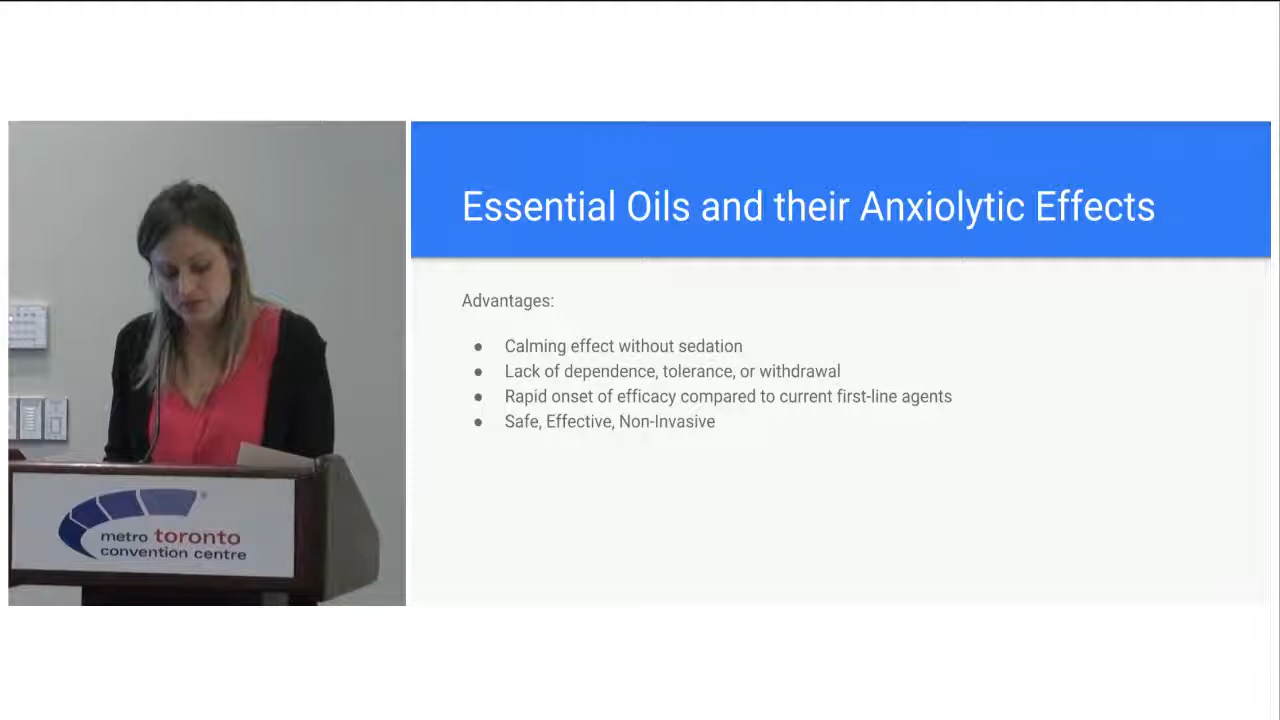 Essential Oils and their Anxiolytic Effects
Advantages:
● Calming effect without sedation
● Lack of dependence, tolerance, or withdrawal
● Rapid onset of efficacy compared to current first-line agents
● Safe, Effective, Non-Invasive
metro toronto
convention centre